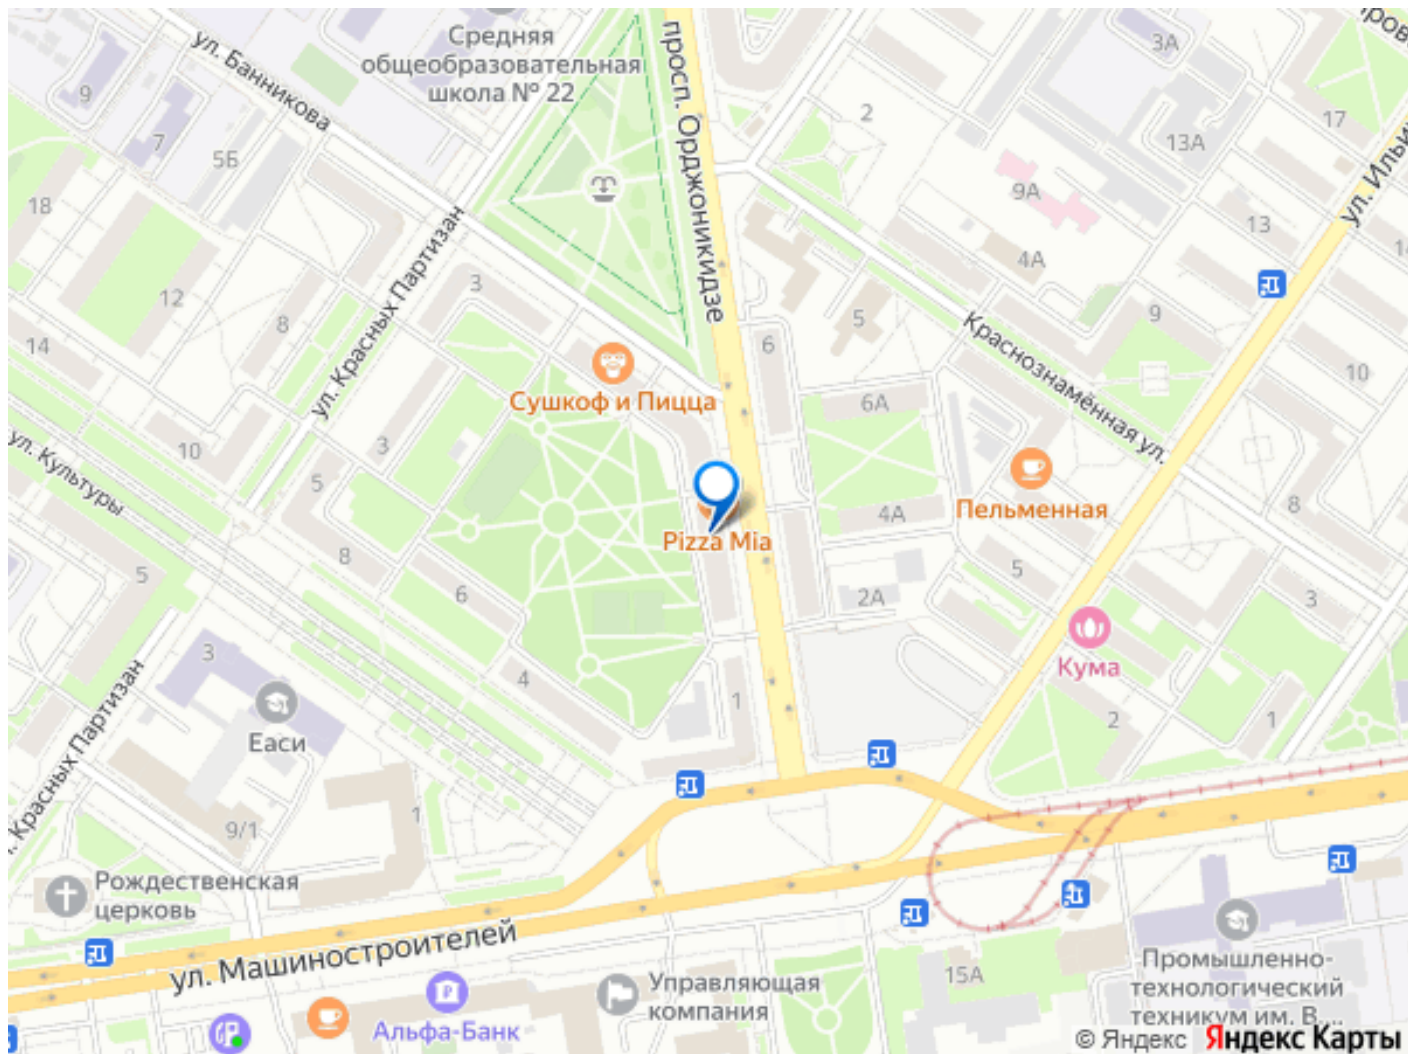 Средняя
общеобразовательная
школа № 22
ул. Банникова
просп. Орджоникидзе
3А
2
17
13А
9
7
5Б
18
9А
ул. Ильи
13
4А
14
ул. Красных Партизан
12
3
8
14
5
6
9
Краснознамённая ул.
10
Сушкоф и Пицца
6А
3
10
ул. Культуры
5
Пельменная
8
4А
Pizza Mia
8
5
6
5
2А
3
3
Кума
4
1
2
1
Еаси
Красных Партизан
9/1
1
Рождественская
церковь
ул. Машиностроителей
15А
Промышленно-
технологический
техникум им. В....
Управляющая
компания
Альфа-Банк
© Яндекс Яндекс Карты